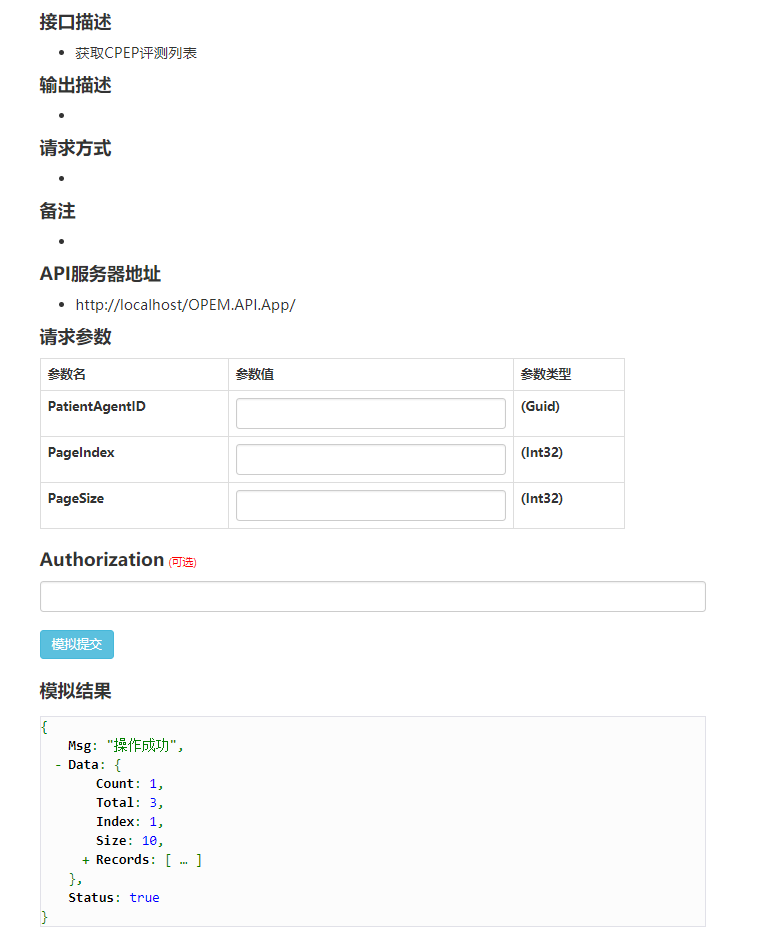 接口描述
• 获取CPEP评测列表
输出描述
•
请求方式
•
备注
•
API服务器地址
• http://localhost/OPEM.API.App/
请求参数
参数名 参数值 参数类型
PatientAgentID (Guid)
PageIndex (Int32)
PageSize (Int32)
Authorization (可选)
模拟提交
模拟结果
{
Msg: "操作成功",
- Data: {
Count: 1,
Total: 3,
Index: 1,
Size: 10,
+ Records: [ … ]
},
Status: true
}